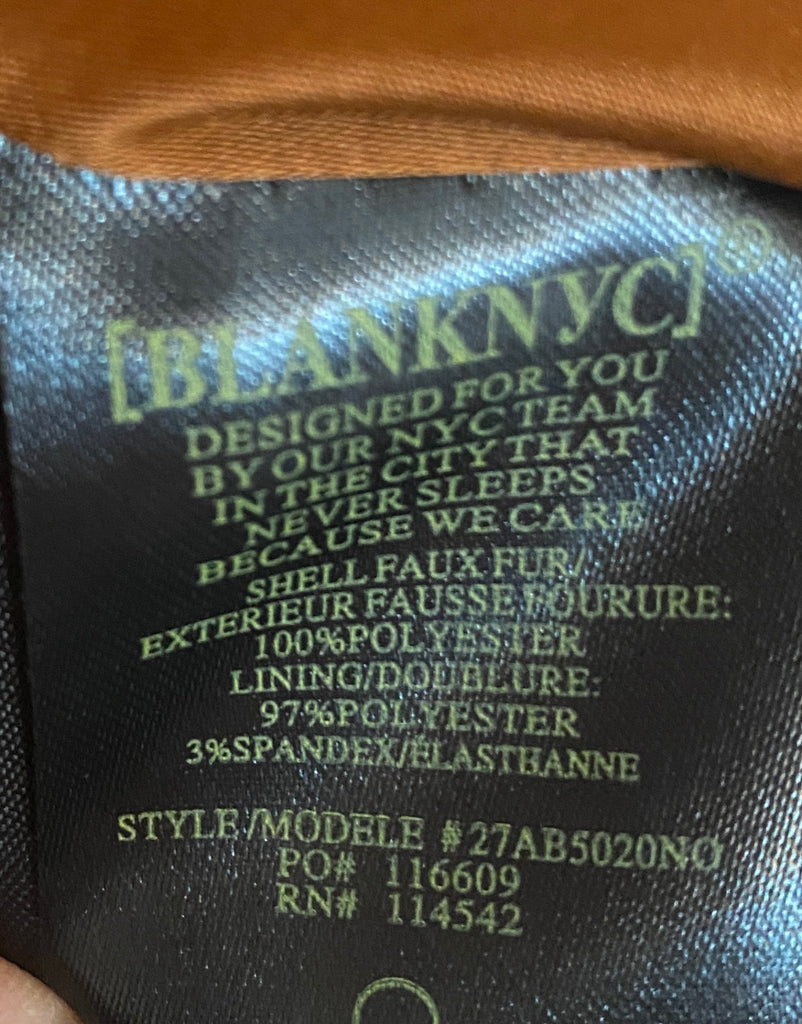 [BLANKNYC]®
DESIGNED FOR YOU
BY OUR NYC TEAM
IN THE CITY THAT
NEVER SLEEPS
BECAUSE WE CARE
SHELL FAUX FUR/
EXTERIEUR FAUSSE FOURURE:
100%POLYESTER
LINING/DOUBLURE:
97%POLYESTER
3%SPANDEX/ÉLASTHANNE
STYLE/MODELE #27AB5020NO
PO# 116609
RN# 114542